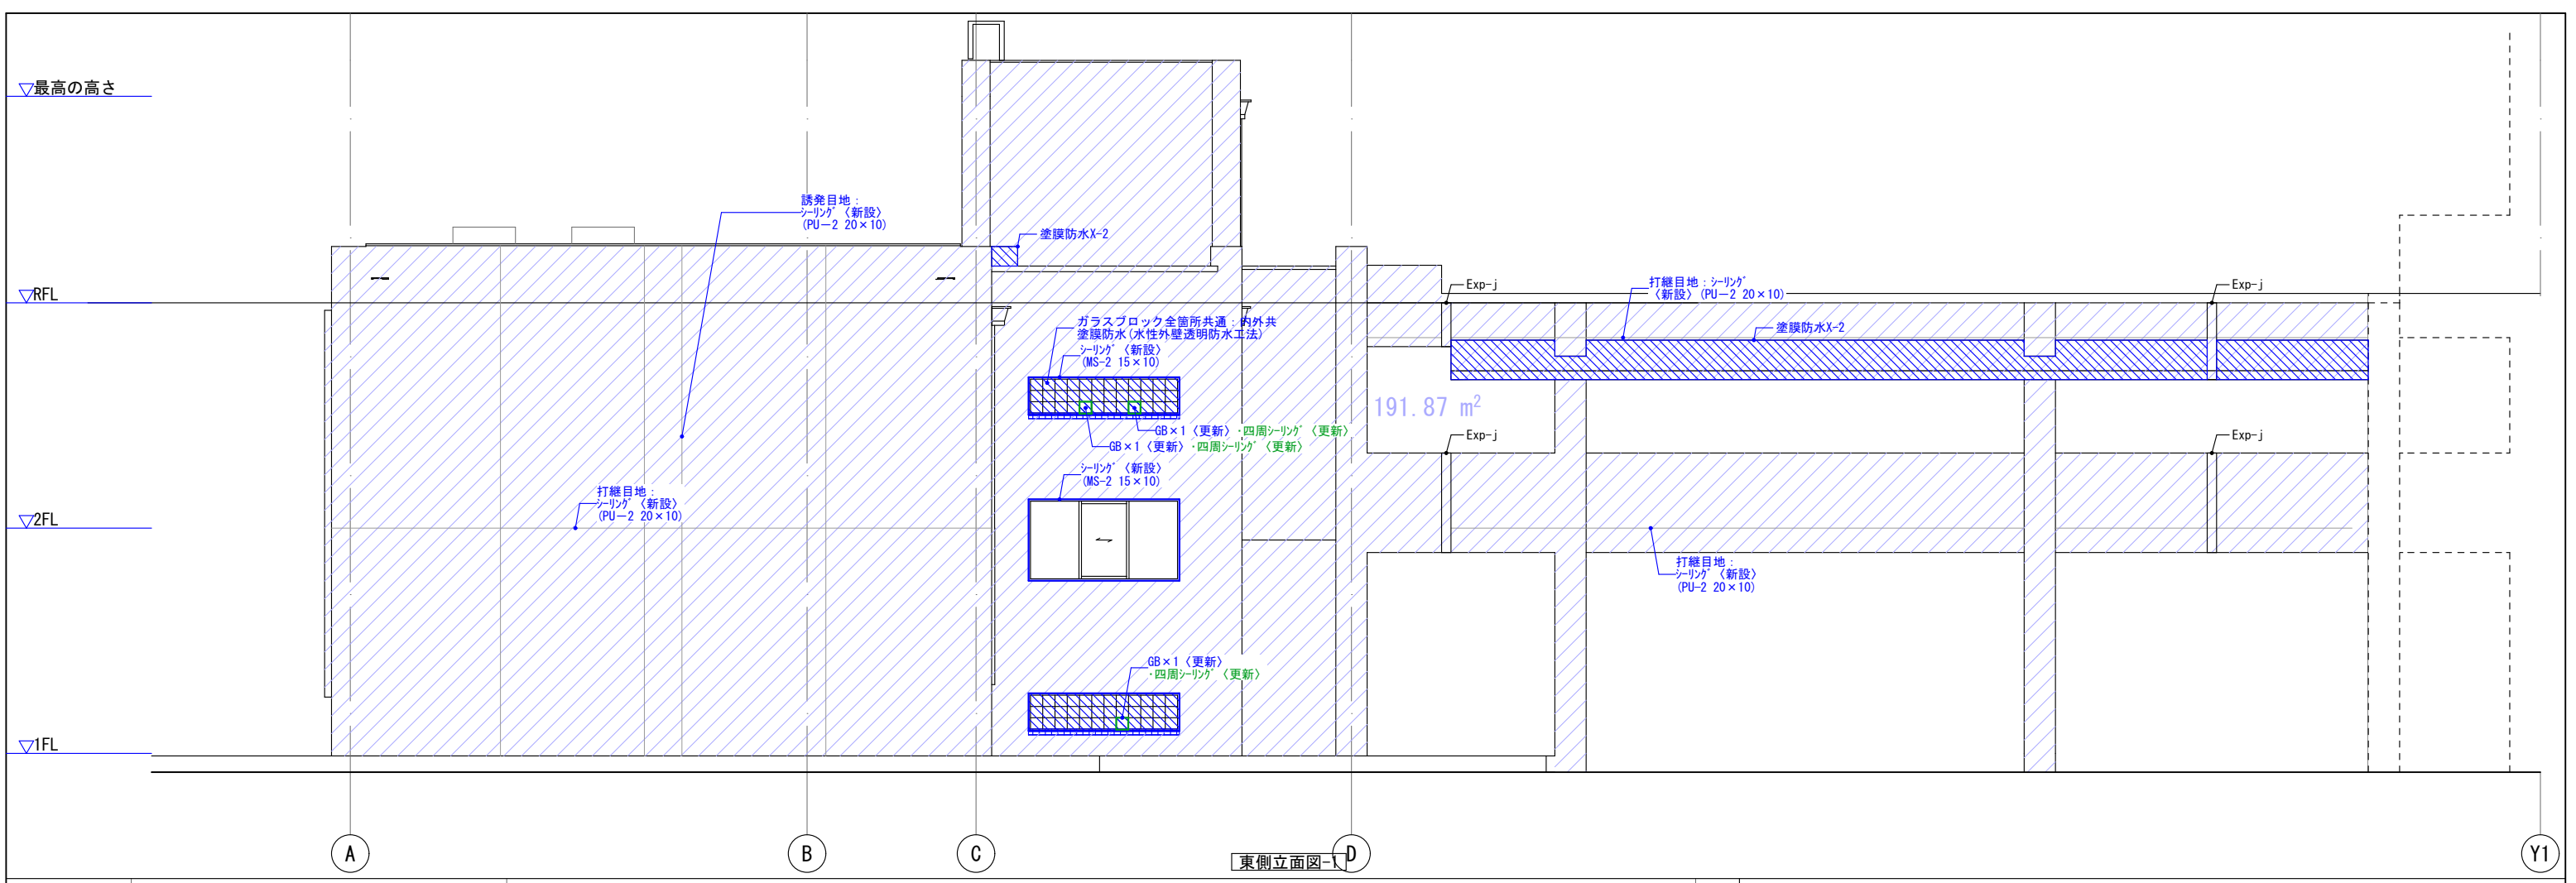 ▽最高の高さ
誘発目地：
シーリング〈新設〉
(PU－2 20×10)
塗膜防水X-2
▽RFL
Exp-j
打継目地：シーリング
〈新設〉(PU－2 20×10)
Exp-j
ガラスブロック全箇所共通：内外共
塗膜防水(水性外壁透明防水工法)
塗膜防水X-2
シーリング〈新設〉
(MS-2 15×10)
191.87 m²
GB×1〈更新〉・四周シーリング〈更新〉
GB×1〈更新〉・四周シーリング〈更新〉
Exp-j
Exp-j
シーリング〈新設〉
(MS-2 15×10)
打継目地：
シーリング〈新設〉
(PU－2 20×10)
▽2FL
打継目地：
シーリング〈新設〉
(PU-2 20×10)
GB×1〈更新〉
・四周シーリング〈更新〉
▽1FL
A
B
C
D
Y1
東側立面図-1